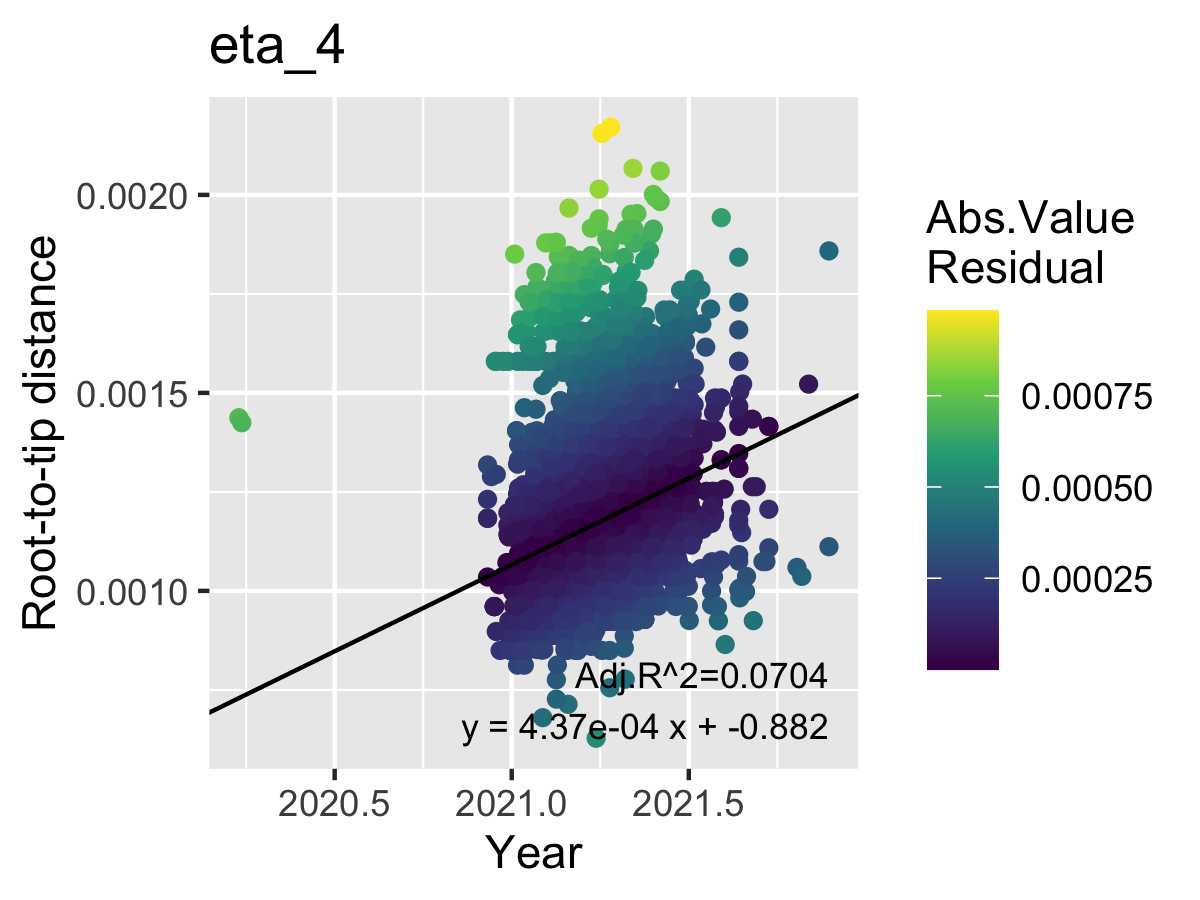 eta_4
Root-to-tip distance
0.0020
0.0015
0.0010
Adj.R^2=0.0704
y = 4.37e-04 x + -0.882
2020.5
2021.0
2021.5
Year
Abs.Value
Residual
0.00075
0.00050
0.00025